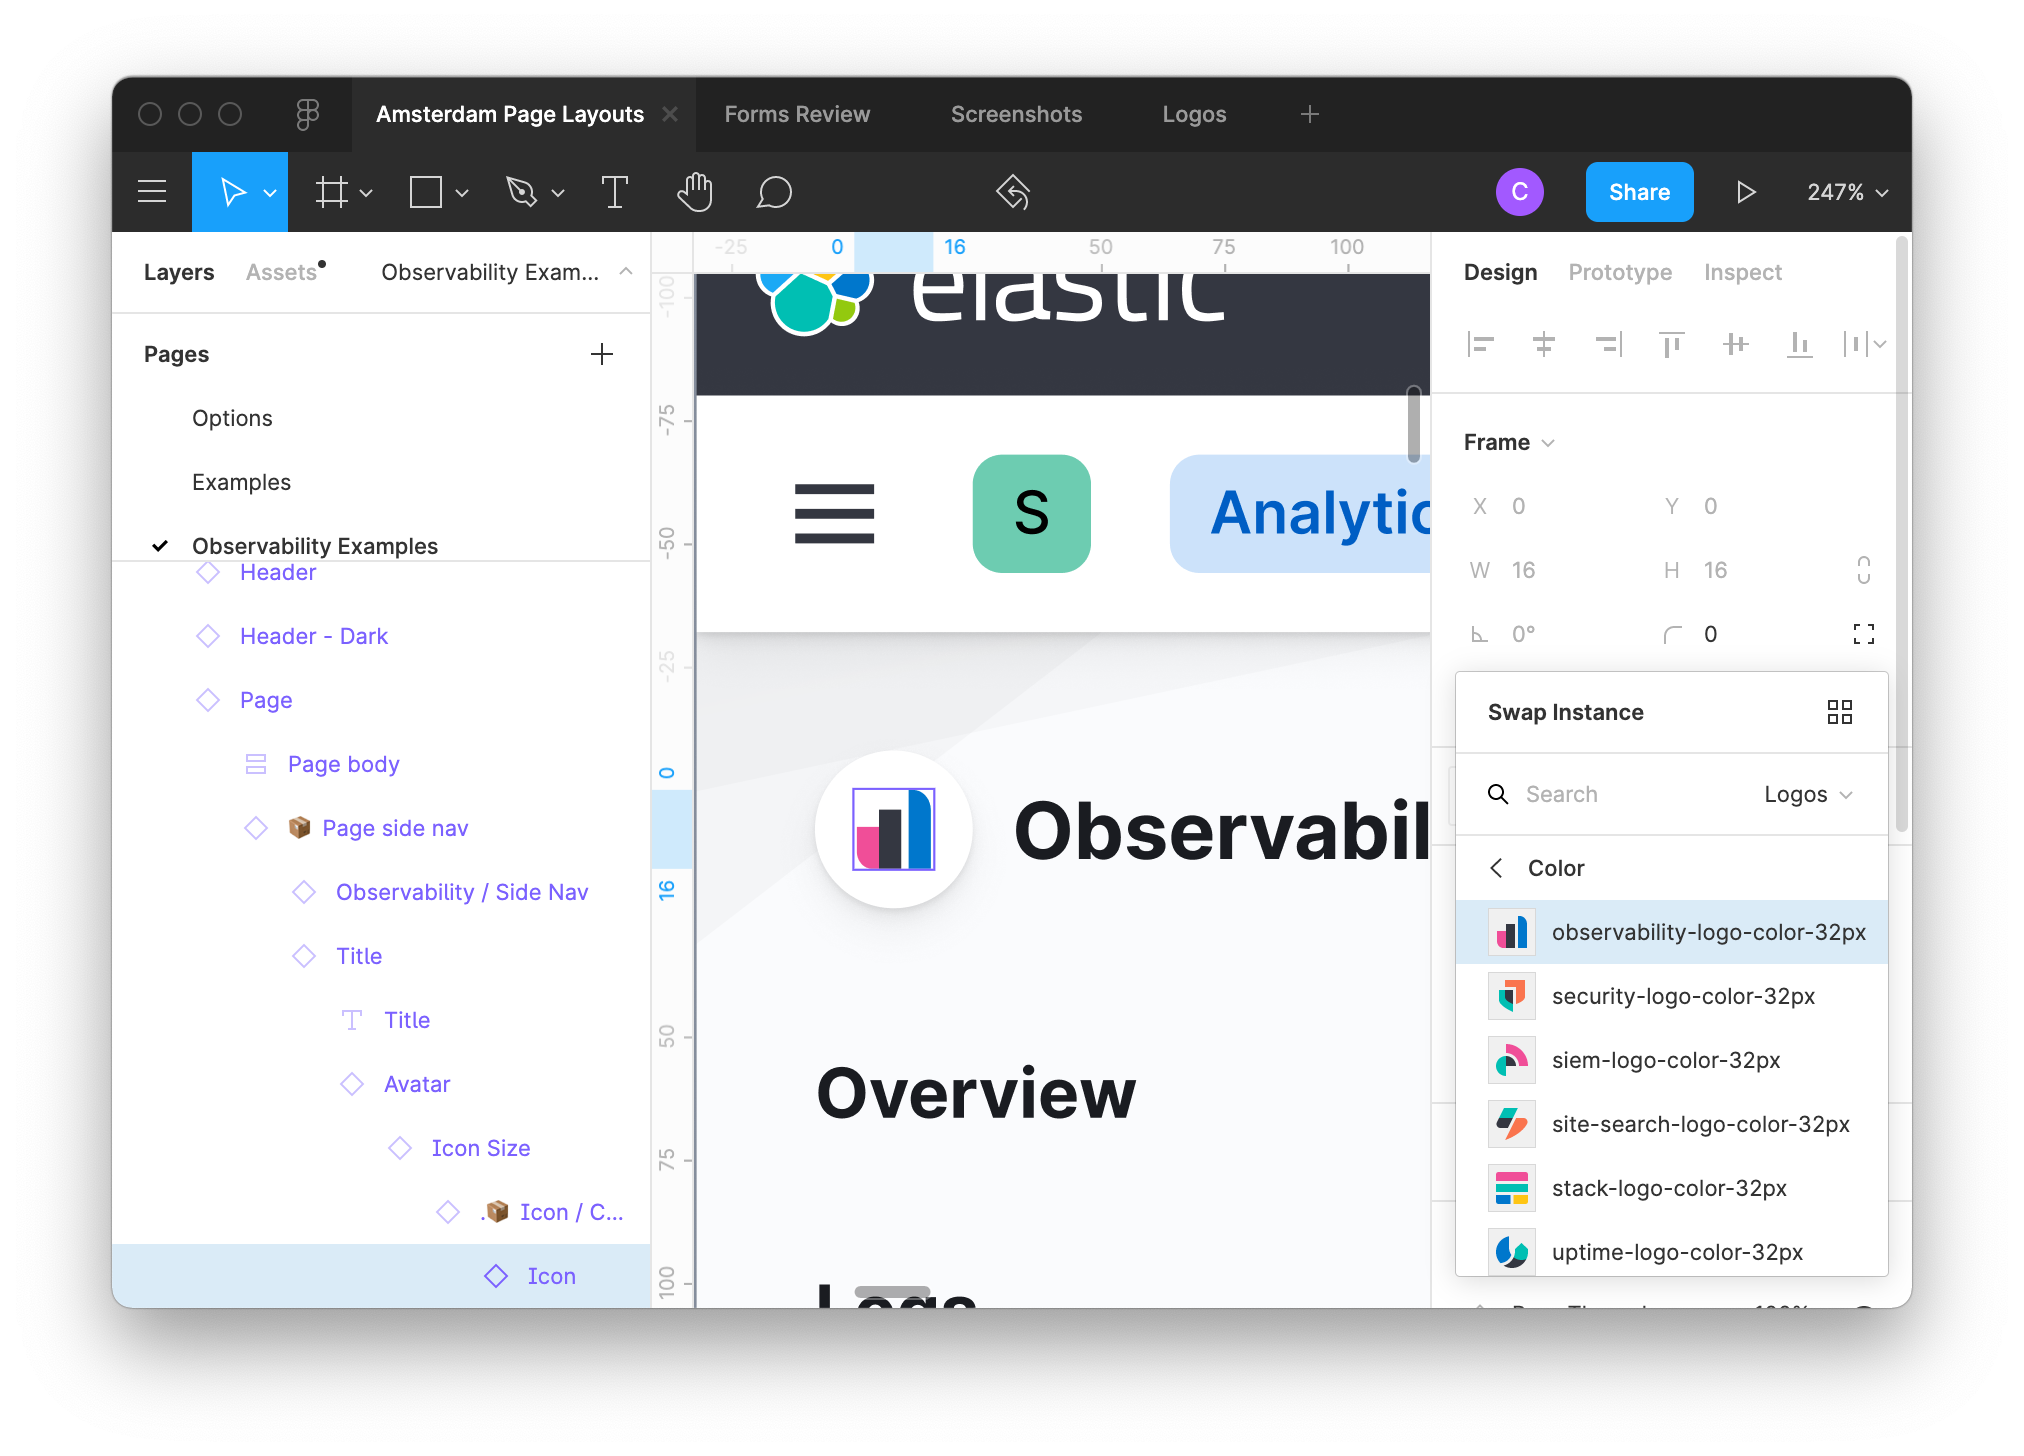 Amsterdam Page Layouts
Forms Review
Screenshots
Logos
C
Share
247%
Layers
Assets
Observability Exam...
Pages
Options
Examples
Observability Examples
Header
Header - Dark
Page
Page body
Page side nav
Observability / Side Nav
Title
Title
Avatar
Icon Size
. Icon / C...
Icon
-25
0
16
50
75
100
-100
-75
-50
-25
0
16
50
75
100
elastic
S
Analytic
Observabil
Overview
Logs
Design
Prototype
Inspect
Frame
X 0
Y 0
W 16
H 16
0°
0
Swap Instance
Search
Logos
Color
observability-logo-color-32px
security-logo-color-32px
siem-logo-color-32px
site-search-logo-color-32px
stack-logo-color-32px
uptime-logo-color-32px